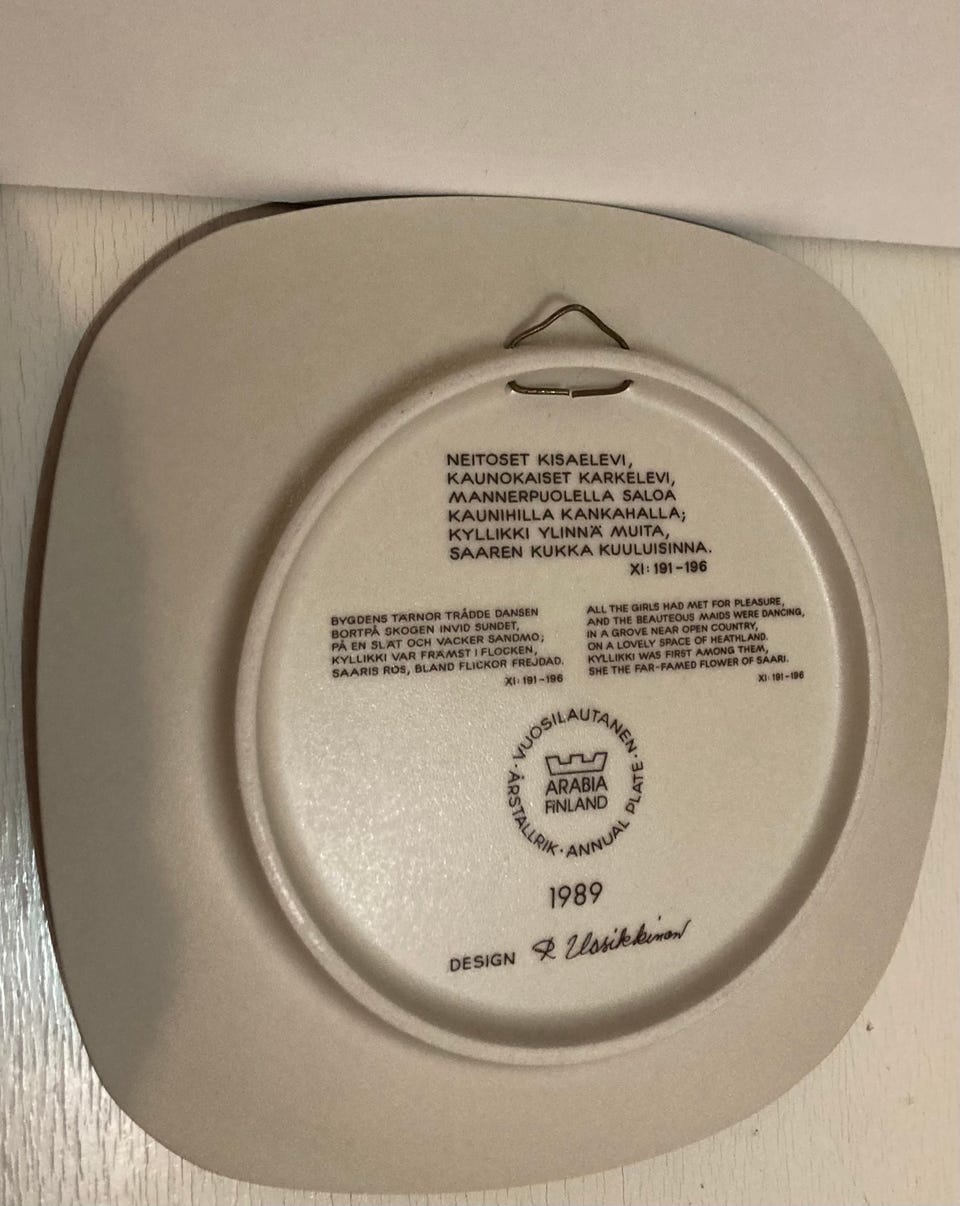 NEITOSET KISAELEVI,
KAUNOKAISET KARKELEVI,
MANNERPUOLELLA SALOA
KAUNIHILLA KANKAHALLA;
KYLLIKKI YLINNÄ MUITA,
SAAREN KUKKA KUULUISINNA.
XI: 191–196
BYGDENS TÄRNOR TRÅDDE DANSEN
BORTPÅ SKOGEN INVID SUNDET,
PÅ EN SLÄT OCH VACKER SANDMO;
KYLLIKKI VAR FRÄMST I FLOCKEN,
SAARIS ROS, BLAND FLICKOR FREJDAD.
XI: 191–196
ALL THE GIRLS HAD MET FOR PLEASURE,
AND THE BEAUTEOUS MAIDS WERE DANCING,
IN A GROVE NEAR OPEN COUNTRY,
ON A LOVELY SPACE OF HEATHLAND.
KYLLIKKI WAS FIRST AMONG THEM,
SHE THE FAR-FAMED FLOWER OF SAARI.
XI: 191–196
VUOSILAUTANEN · ANNUAL PLATE · ÅRSTALLRIK ·
ARABIA
FINLAND
1989
DESIGN R Uosikkinen